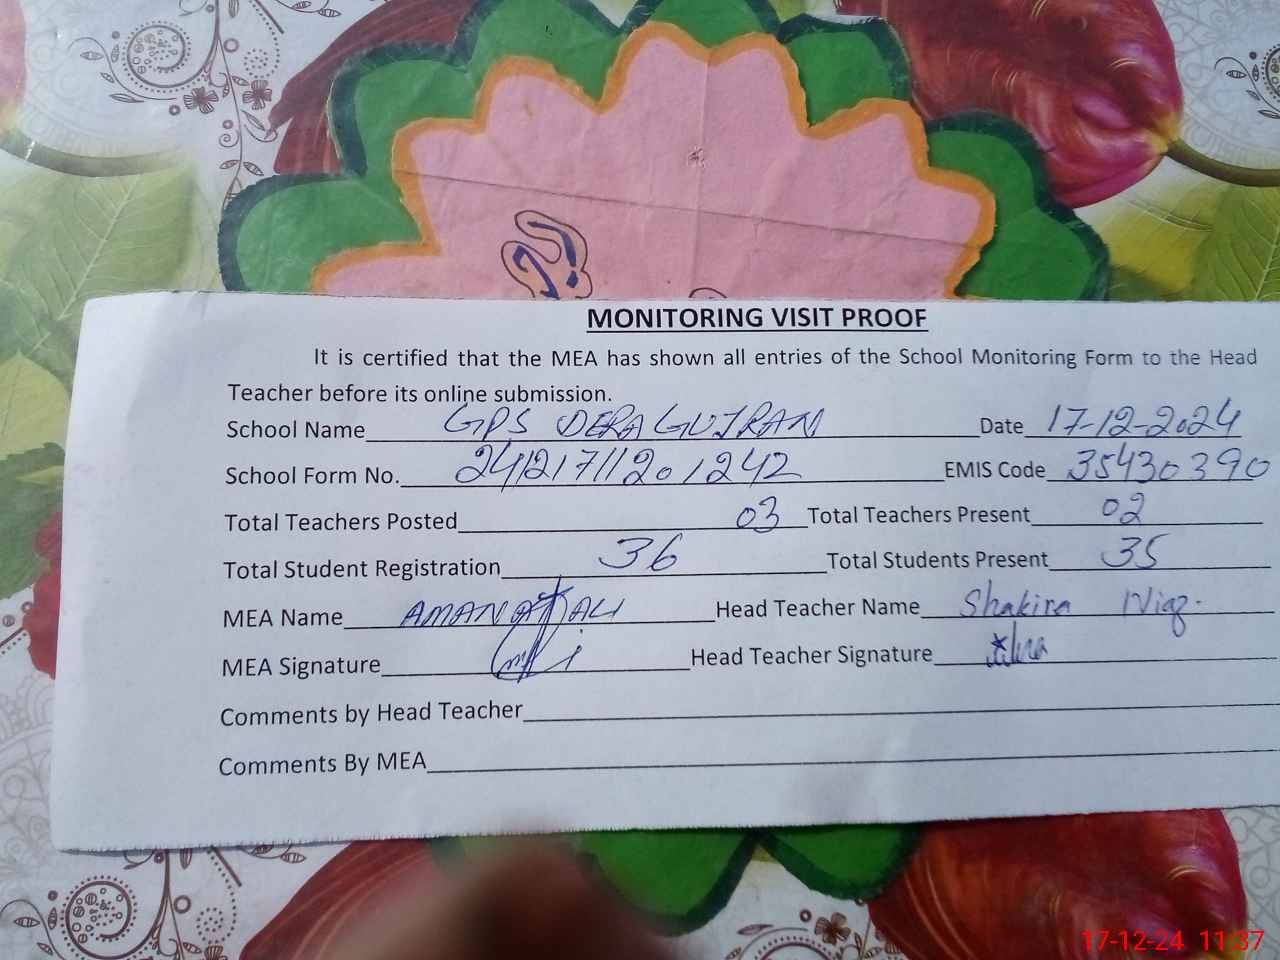 MONITORING VISIT PROOF
It is certified that the MEA has shown all entries of the School Monitoring Form to the Head
Teacher before its online submission.
School Name GPS DERA GUJRAN Date 17-12-2024
School Form No. 24121711201242 EMIS Code 35430390
Total Teachers Posted 03 Total Teachers Present 02
Total Student Registration 36 Total Students Present 35
MEA Name AMANAT ALI Head Teacher Name Shakira Niaz.
MEA Signature Head Teacher Signature
Comments by Head Teacher
Comments By MEA
17-12-24 11:37